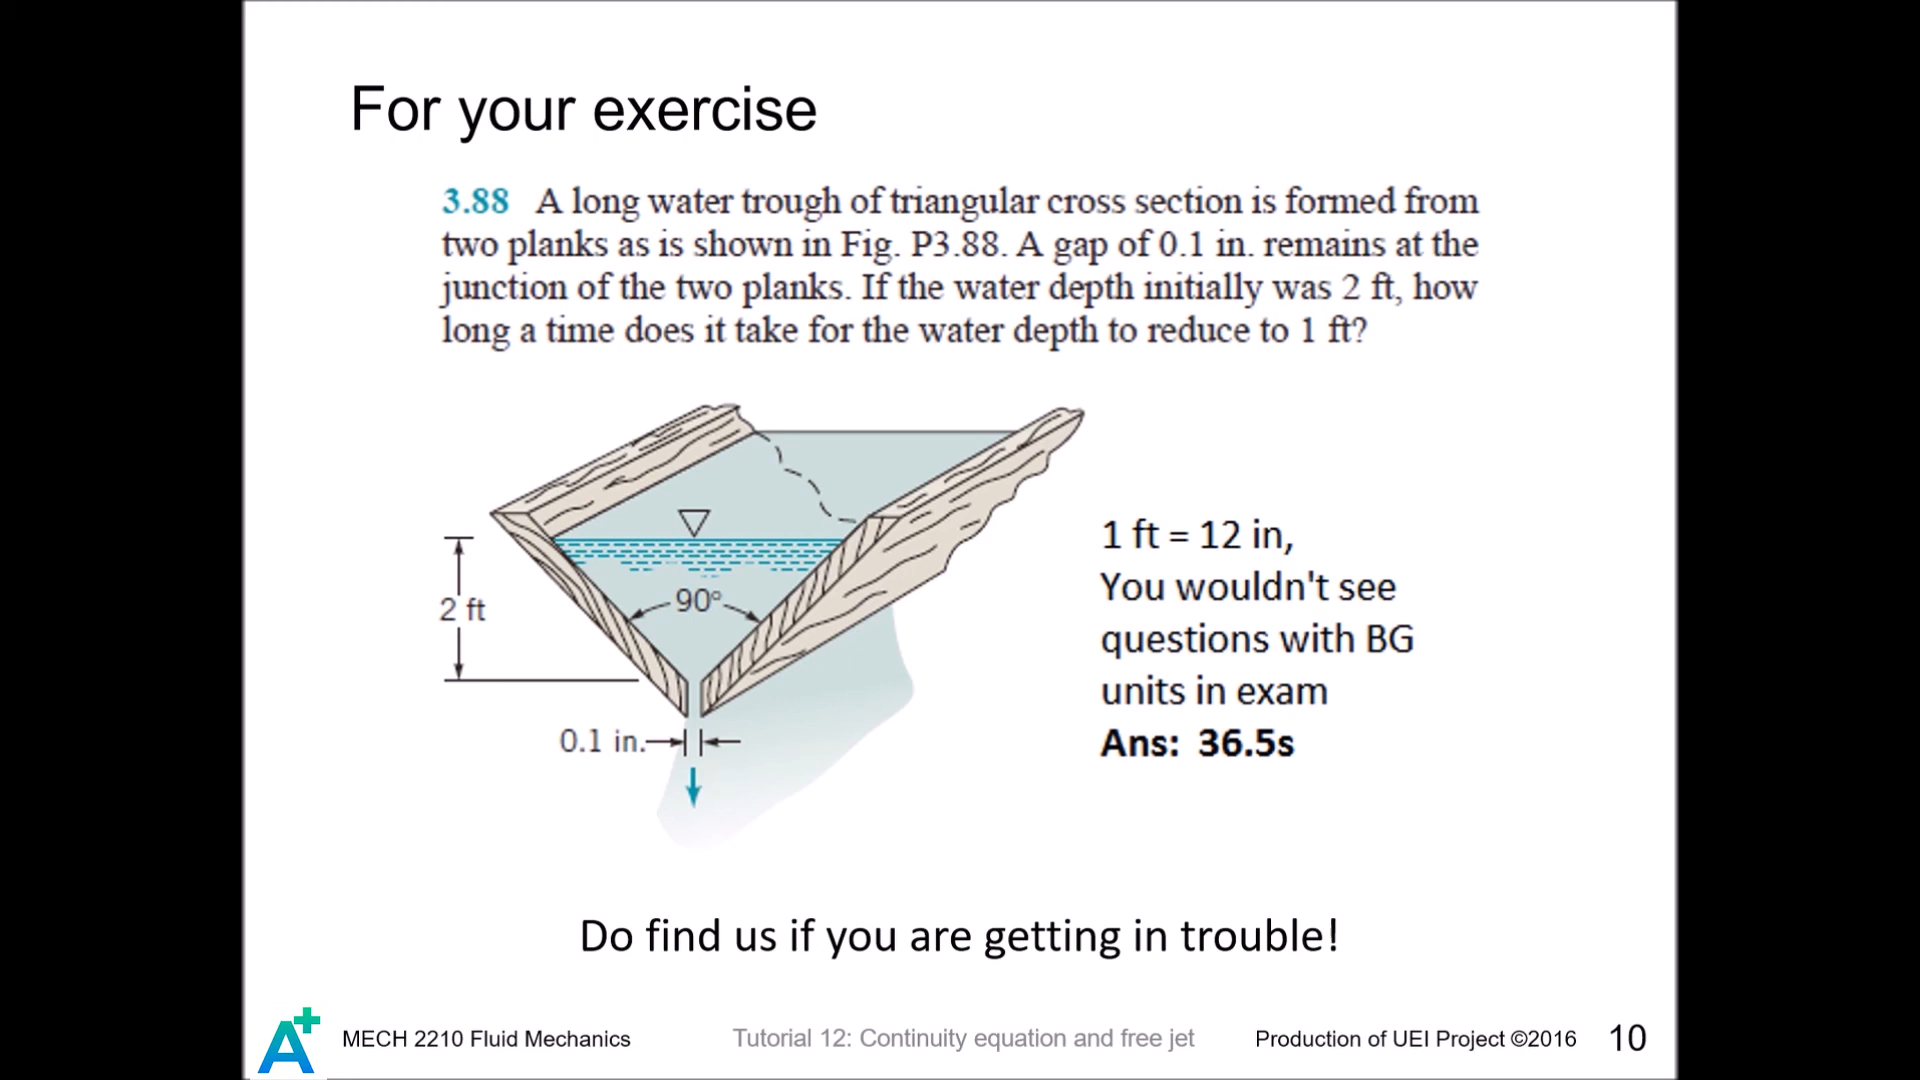 For your exercise
3.88 A long water trough of triangular cross section is formed from
two planks as is shown in Fig. P3.88. A gap of 0.1 in. remains at the
junction of the two planks. If the water depth initially was 2 ft, how
long a time does it take for the water depth to reduce to 1 ft?
90°
2 ft
0.1 in.
1 ft = 12 in,
You wouldn't see
questions with BG
units in exam
Ans: 36.5s
Do find us if you are getting in trouble!
A+
MECH 2210 Fluid Mechanics
Tutorial 12: Continuity equation and free jet
Production of UEI Project ©2016
10